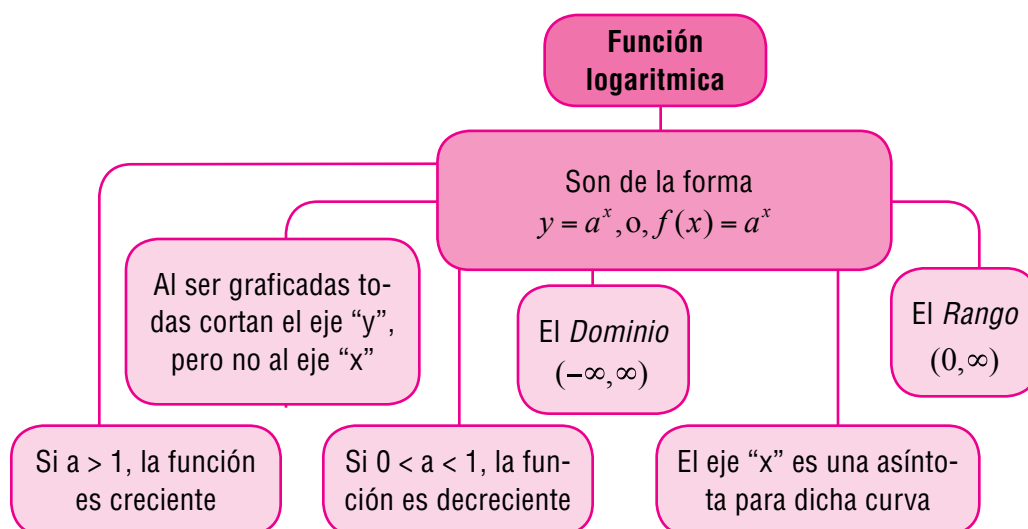 Función
logaritmica
Son de la forma
y = a^x, o, f(x) = a^x
Al ser graficadas to-
das cortan el eje “y”,
pero no al eje “x”
El Dominio
(−∞,∞)
El Rango
(0,∞)
Si a > 1, la función
es creciente
Si 0 < a < 1, la fun-
ción es decreciente
El eje “x” es una asínto-
ta para dicha curva